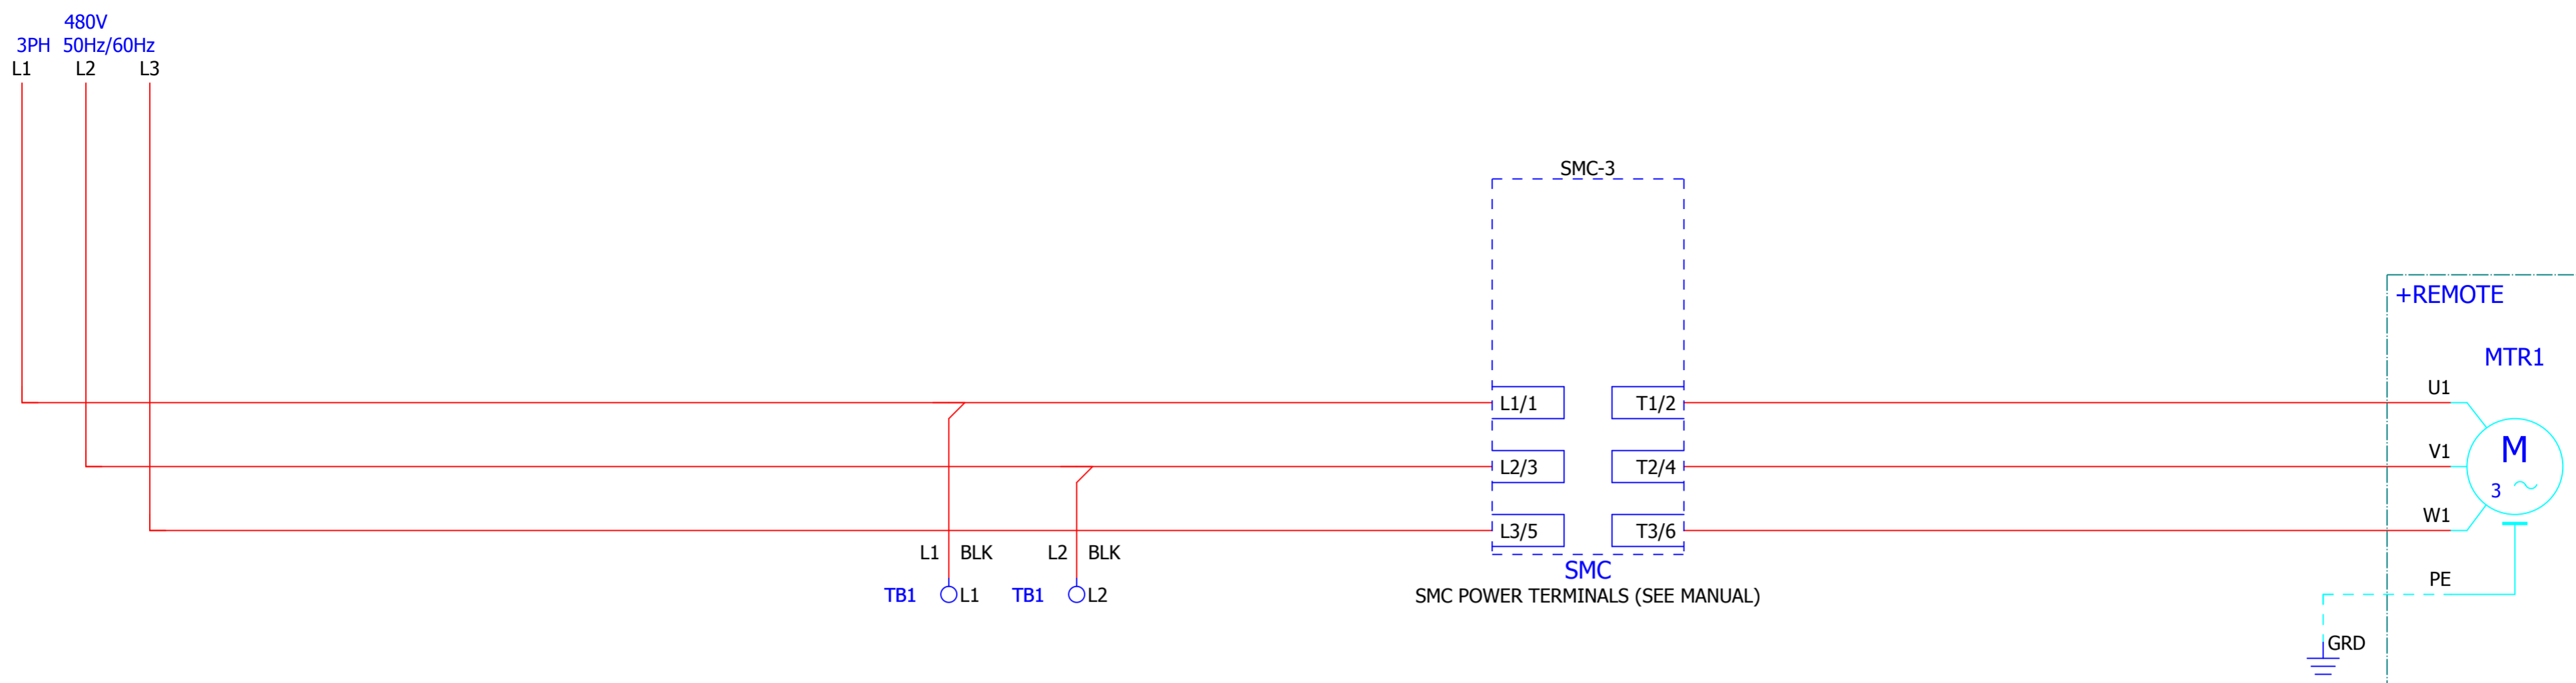 480V
3PH 50Hz/60Hz
L1 L2 L3
SMC-3
+REMOTE
MTR1
U1
L1/1 T1/2
V1
M
3
L2/3 T2/4
W1
L3/5 T3/6
L1 BLK L2 BLK
SMC
PE
TB1 L1 TB1 L2
SMC POWER TERMINALS (SEE MANUAL)
GRD